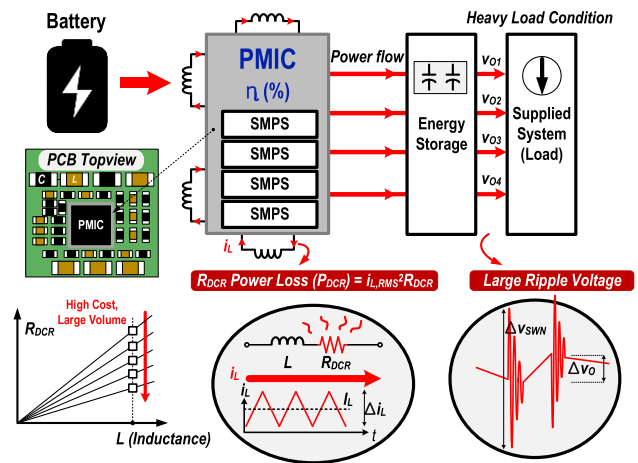 Battery
Heavy Load Condition
PMIC
η (%)
SMPS
SMPS
SMPS
SMPS
Power flow
Energy
Storage
vO1
vO2
vO3
vO4
Supplied
System
(Load)
PCB Topview
C
L
PMIC
iL
RDCR Power Loss (PDCR) = iL,RMS²RDCR
Large Ripple Voltage
High Cost,
Large Volume
RDCR
L (Inductance)
L
RDCR
iL
iL
IL
ΔiL
t
ΔvSWN
ΔvO